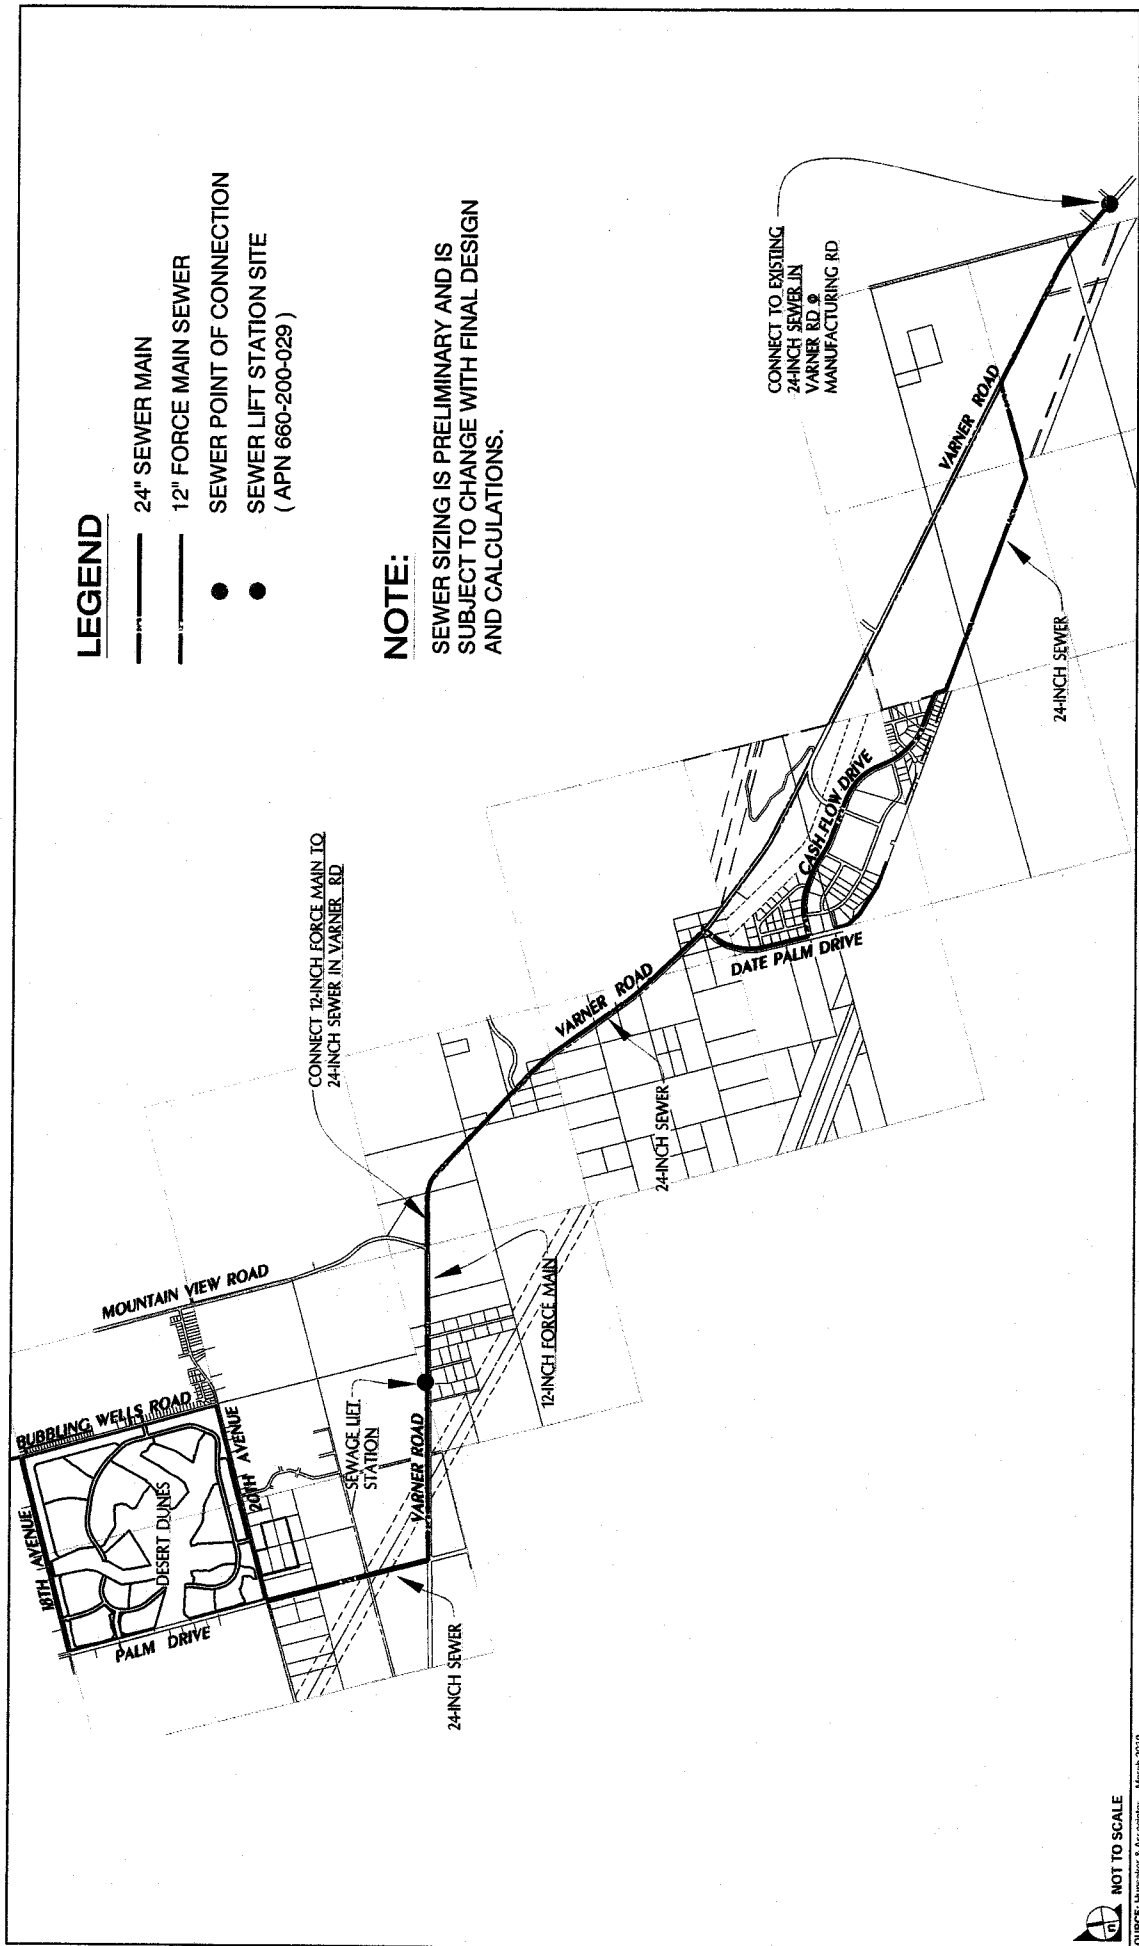 LEGEND
24" SEWER MAIN
12" FORCE MAIN SEWER
SEWER POINT OF CONNECTION
SEWER LIFT STATION SITE
( APN 660-200-029 )
NOTE:
SEWER SIZING IS PRELIMINARY AND IS
SUBJECT TO CHANGE WITH FINAL DESIGN
AND CALCULATIONS.
18TH AVENUE
BUBBLING WELLS ROAD
DESERT DUNES
PALM DRIVE
20TH AVENUE
MOUNTAIN VIEW ROAD
CONNECT 12-INCH FORCE MAIN TO
24-INCH SEWER IN VARNER RD
SEWAGE LIFT
STATION
VARNER ROAD
24-INCH SEWER
12-INCH FORCE MAIN
VARNER ROAD
24-INCH SEWER
DATE PALM DRIVE
CASH FLOW DRIVE
VARNER ROAD
24-INCH SEWER
CONNECT TO EXISTING
24-INCH SEWER IN
VARNER RD @
MANUFACTURING RD
n
NOT TO SCALE